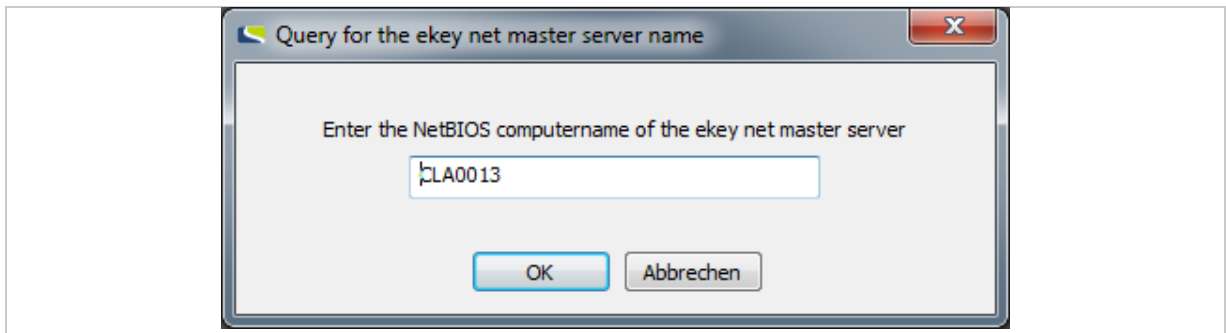 Query for the ekey net master server name
Enter the NetBIOS computername of the ekey net master server
CLA0013
OK Abbrechen